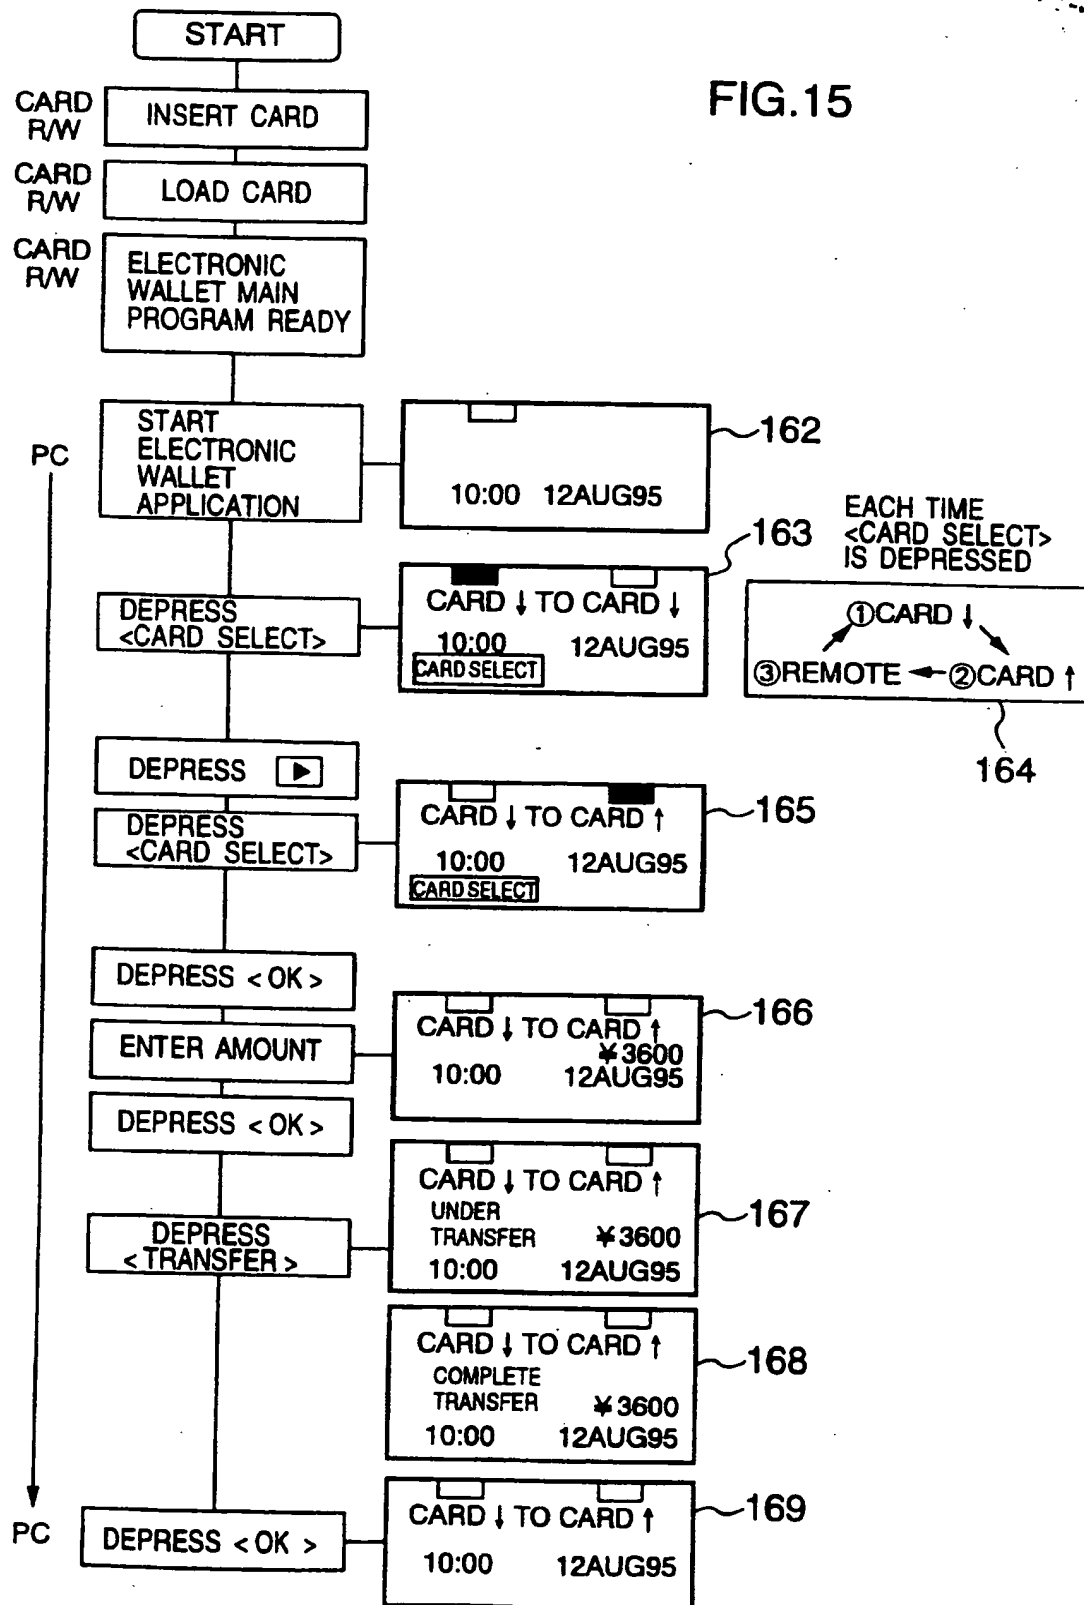 START
FIG.15
CARD
R/W
INSERT CARD
CARD
R/W
LOAD CARD
CARD
R/W
ELECTRONIC
WALLET MAIN
PROGRAM READY
PC
START
ELECTRONIC
WALLET
APPLICATION
10:00 12AUG95
162
DEPRESS
<CARD SELECT>
CARD ↓ TO CARD ↓
10:00 12AUG95
CARD SELECT
163
EACH TIME
<CARD SELECT>
IS DEPRESSED
①CARD ↓
③REMOTE ②CARD ↑
164
DEPRESS ▶
DEPRESS
<CARD SELECT>
CARD ↓ TO CARD ↑
10:00 12AUG95
CARD SELECT
165
DEPRESS <OK>
ENTER AMOUNT
CARD ↓ TO CARD ↑
¥3600
10:00 12AUG95
166
DEPRESS <OK>
DEPRESS
<TRANSFER>
CARD ↓ TO CARD ↑
UNDER
TRANSFER ¥3600
10:00 12AUG95
167
CARD ↓ TO CARD ↑
COMPLETE
TRANSFER ¥3600
10:00 12AUG95
168
PC
DEPRESS <OK>
CARD ↓ TO CARD ↑
10:00 12AUG95
169